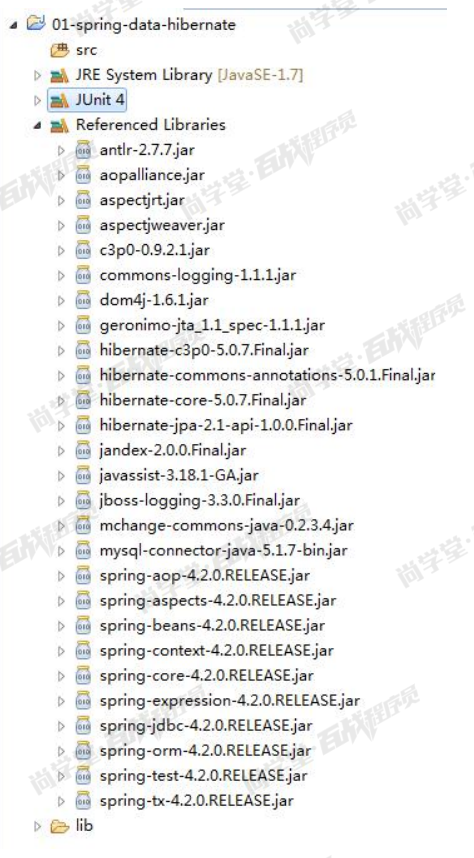 01-spring-data-hibernate
src
JRE System Library [JavaSE-1.7]
JUnit 4
Referenced Libraries
antlr-2.7.7.jar
aopalliance.jar
aspectjrt.jar
aspectjweaver.jar
c3p0-0.9.2.1.jar
commons-logging-1.1.1.jar
dom4j-1.6.1.jar
geronimo-jta_1.1_spec-1.1.1.jar
hibernate-c3p0-5.0.7.Final.jar
hibernate-commons-annotations-5.0.1.Final.jar
hibernate-core-5.0.7.Final.jar
hibernate-jpa-2.1-api-1.0.0.Final.jar
jandex-2.0.0.Final.jar
javassist-3.18.1-GA.jar
jboss-logging-3.3.0.Final.jar
mchange-commons-java-0.2.3.4.jar
mysql-connector-java-5.1.7-bin.jar
spring-aop-4.2.0.RELEASE.jar
spring-aspects-4.2.0.RELEASE.jar
spring-beans-4.2.0.RELEASE.jar
spring-context-4.2.0.RELEASE.jar
spring-core-4.2.0.RELEASE.jar
spring-expression-4.2.0.RELEASE.jar
spring-jdbc-4.2.0.RELEASE.jar
spring-orm-4.2.0.RELEASE.jar
spring-test-4.2.0.RELEASE.jar
spring-tx-4.2.0.RELEASE.jar
lib
尚学堂·百战程序员